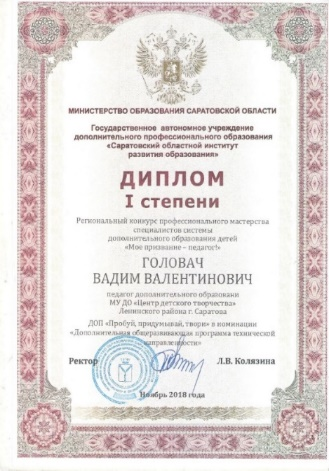 МИНИСТЕРСТВО ОБРАЗОВАНИЯ САРАТОВСКОЙ ОБЛАСТИ
Государственное автономное учреждение
дополнительного профессионального образования
«Саратовский областной институт
развития образования»
ДИПЛОМ
I степени
Региональный конкурс профессионального мастерства
специалистов системы
дополнительного образования детей
«Мое призвание – педагог!»
ГОЛОВАЧ
ВАДИМ ВАЛЕНТИНОВИЧ
педагог дополнительного образования
МУ ДО «Центр детского творчества»
Ленинского района г. Саратова
ДОП «Пробуй, придумывай, твори» в номинации
«Дополнительная общеразвивающая программа технической
направленности»
Ректор Л.В. Колязина
Ноябрь 2018 года